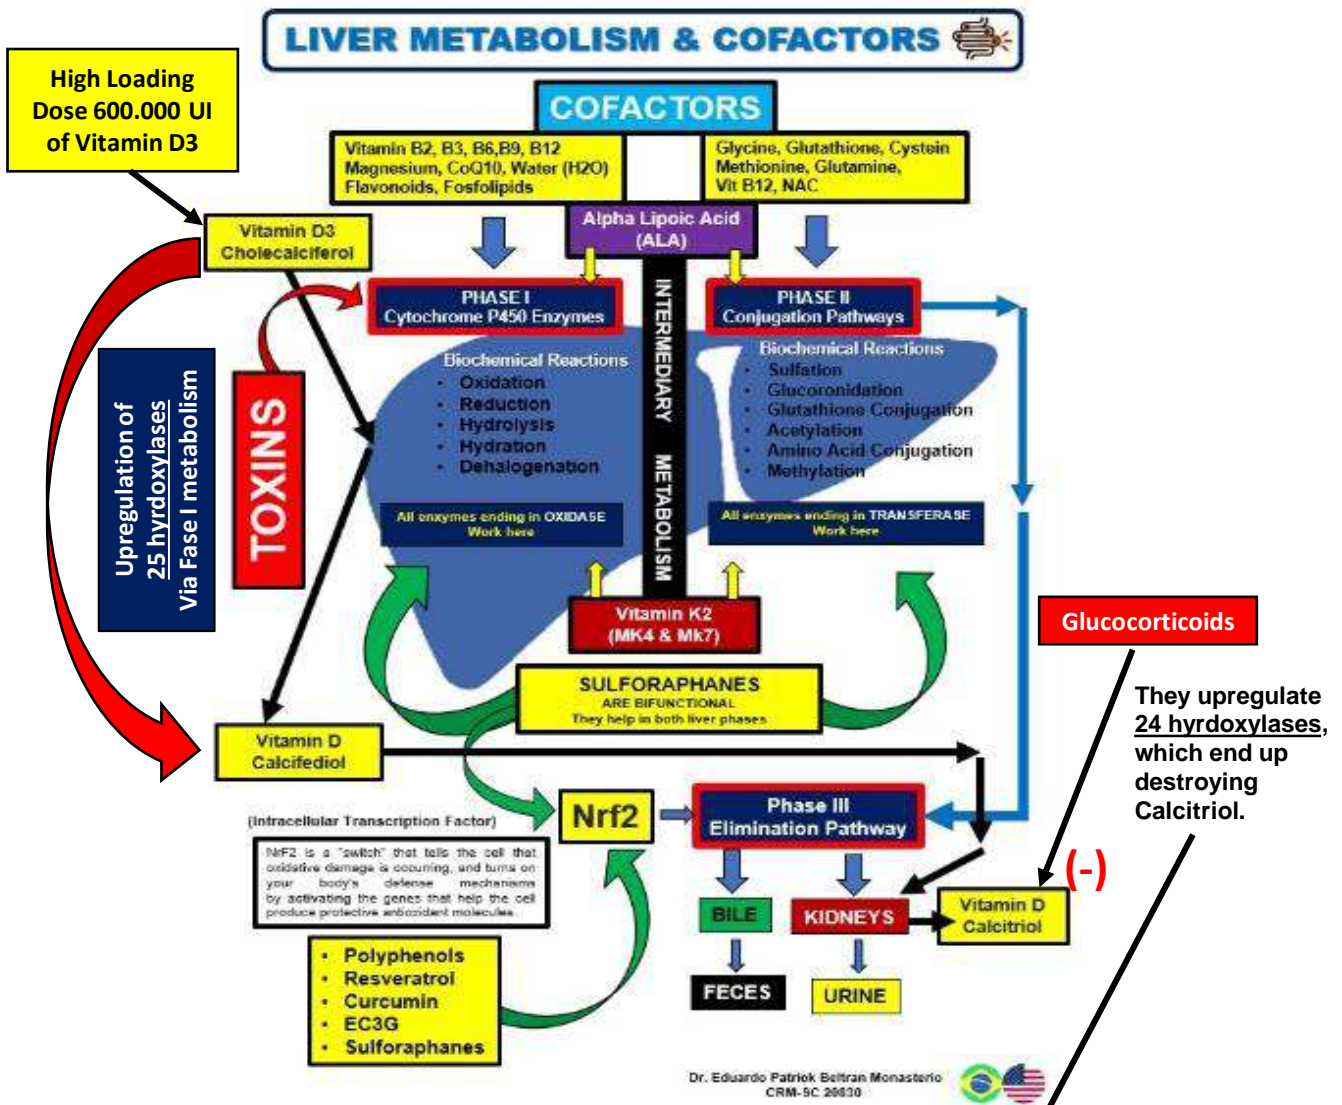 LIVER METABOLISM & COFACTORS
High Loading
Dose 600.000 UI
of Vitamin D3
COFACTORS
Vitamin B2, B3, B6,B9, B12
Magnesium, CoQ10, Water (H2O)
Flavonoids, Fosfolipids
Glycine, Glutathione, Cystein
Methionine, Glutamine,
Vit B12, NAC
Alpha Lipoic Acid
(ALA)
Vitamin D3
Cholecalciferol
PHASE I
Cytochrome P450 Enzymes
PHASE II
Conjugation Pathways
INTERMEDIARY METABOLISM
Biochemical Reactions
• Oxidation
• Reduction
• Hydrolysis
• Hydration
• Dehalogenation
Biochemical Reactions
• Sulfation
• Glucoronidation
• Glutathione Conjugation
• Acetylation
• Amino Acid Conjugation
• Methylation
Upregulation of
25 hyrdoxylases
Via Fase I metabolism
TOXINS
All enzymes ending in OXIDASE
Work here
All enzymes ending in TRANSFERASE
Work here
Vitamin K2
(MK4 & Mk7)
Glucocorticoids
SULFORAPHANES
ARE BIFUNCTIONAL
They help in both liver phases
They upregulate
24 hyrdoxylases,
which end up
destroying
Calcitriol.
Vitamin D
Calcifediol
Nrf2
Phase III
Elimination Pathway
(Intracellular Transcription Factor)
NrF2 is a "switch" that tells the cell that
oxidative damage is occurring, and turns on
your body's defense mechanisms
by activating the genes that help the cell
produce protective antioxidant molecules.
(-)
BILE
KIDNEYS
Vitamin D
Calcitriol
• Polyphenols
• Resveratrol
• Curcumin
• EC3G
• Sulforaphanes
FECES
URINE
Dr. Eduardo Patrick Beltran Monasterio
CRM-SC 20830